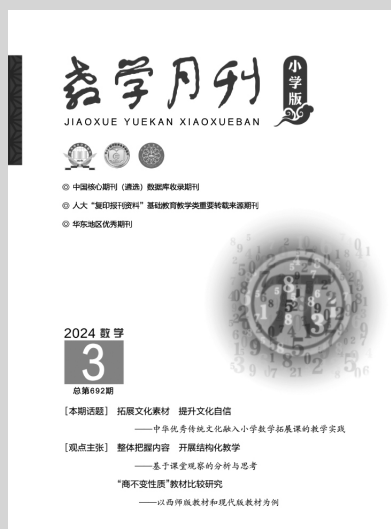 教学月刊
小学版
JIAOXUE YUEKAN XIAOXUEBAN
◎ 中国核心期刊（遴选）数据库收录期刊
◎ 人大“复印报刊资料”基础教育教学类重要转载来源期刊
◎ 华东地区优秀期刊
π
2024 数学
3
总第692期
[本期话题] 拓展文化素材 提升文化自信
——中华优秀传统文化融入小学数学拓展课的教学实践
[观点主张] 整体把握内容 开展结构化教学
——基于课堂观察的分析与思考
“商不变性质”教材比较研究
——以西师版教材和现代版教材为例